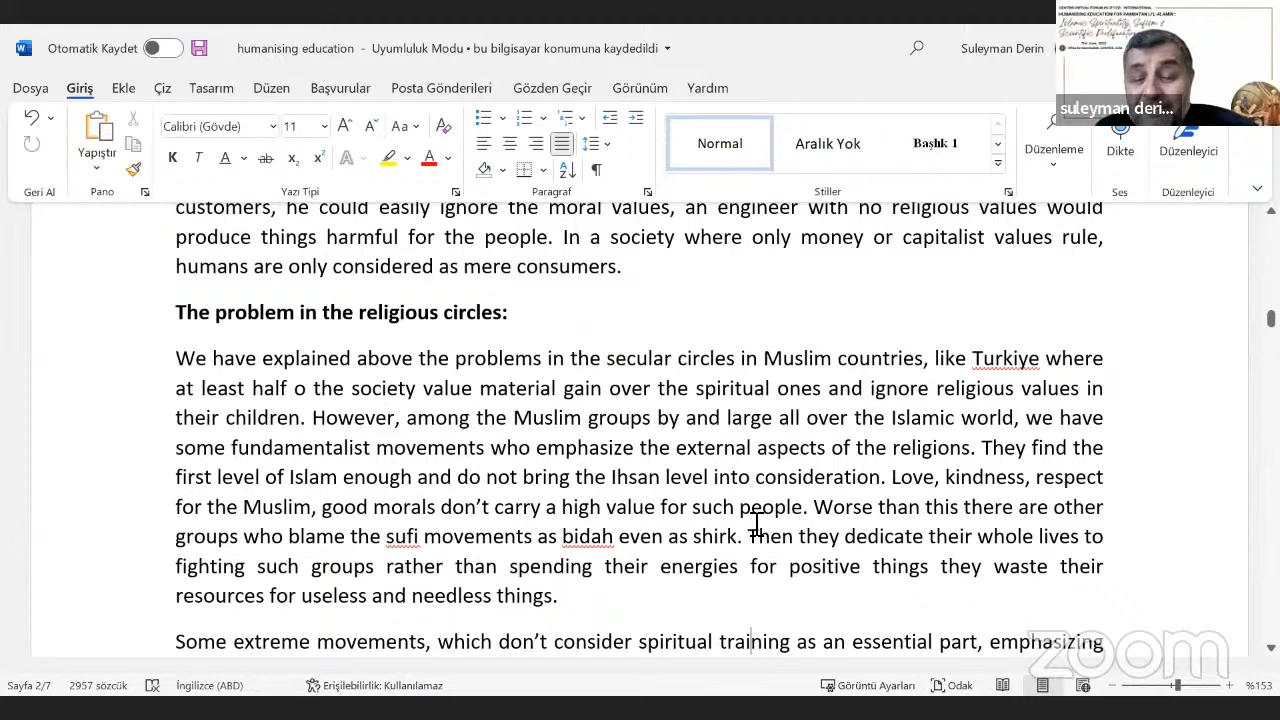 Otomatik Kaydet
humanising education - Uyumluluk Modu • bu bilgisayar konumuna kaydedildi
Suleyman Derin
HUMANISING EDUCATION FOR RAHMATAN LI'L-ALAMIN:
Islamic Spirituality, Sufism &
suleyman deri...
Dosya Giriş Ekle Çiz Tasarım Düzen Başvurular Posta Gönderileri Gözden Geçir Görünüm Yardım
Yapıştır
Calibri (Gövde) 11
Normal
Aralık Yok
Başlık 1
Düzenleme
Dikte
Düzenleyici
Geri Al Pano Yazı Tipi Paragraf Stiller Ses Düzenleyici
customers, he could easily ignore the moral values, an engineer with no religious values would
produce things harmful for the people. In a society where only money or capitalist values rule,
humans are only considered as mere consumers.
The problem in the religious circles:
We have explained above the problems in the secular circles in Muslim countries, like Turkiye where
at least half o the society value material gain over the spiritual ones and ignore religious values in
their children. However, among the Muslim groups by and large all over the Islamic world, we have
some fundamentalist movements who emphasize the external aspects of the religions. They find the
first level of Islam enough and do not bring the Ihsan level into consideration. Love, kindness, respect
for the Muslim, good morals don't carry a high value for such people. Worse than this there are other
groups who blame the sufi movements as bidah even as shirk. Then they dedicate their whole lives to
fighting such groups rather than spending their energies for positive things they waste their
resources for useless and needless things.
Some extreme movements, which don't consider spiritual training as an essential part, emphasizing
zoom
Sayfa 2/7 2957 sözcük İngilizce (ABD) Erişilebilirlik: Kullanılamaz Görüntü Ayarları Odak %153